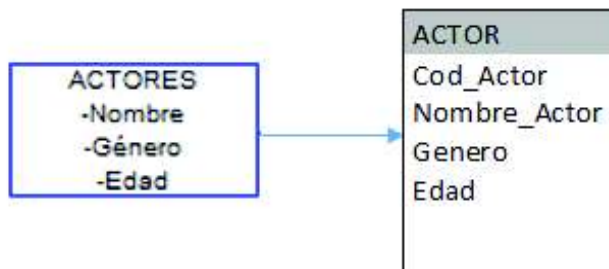 ACTORES
-Nombre
-Género
-Edad
ACTOR
Cod_Actor
Nombre_Actor
Genero
Edad